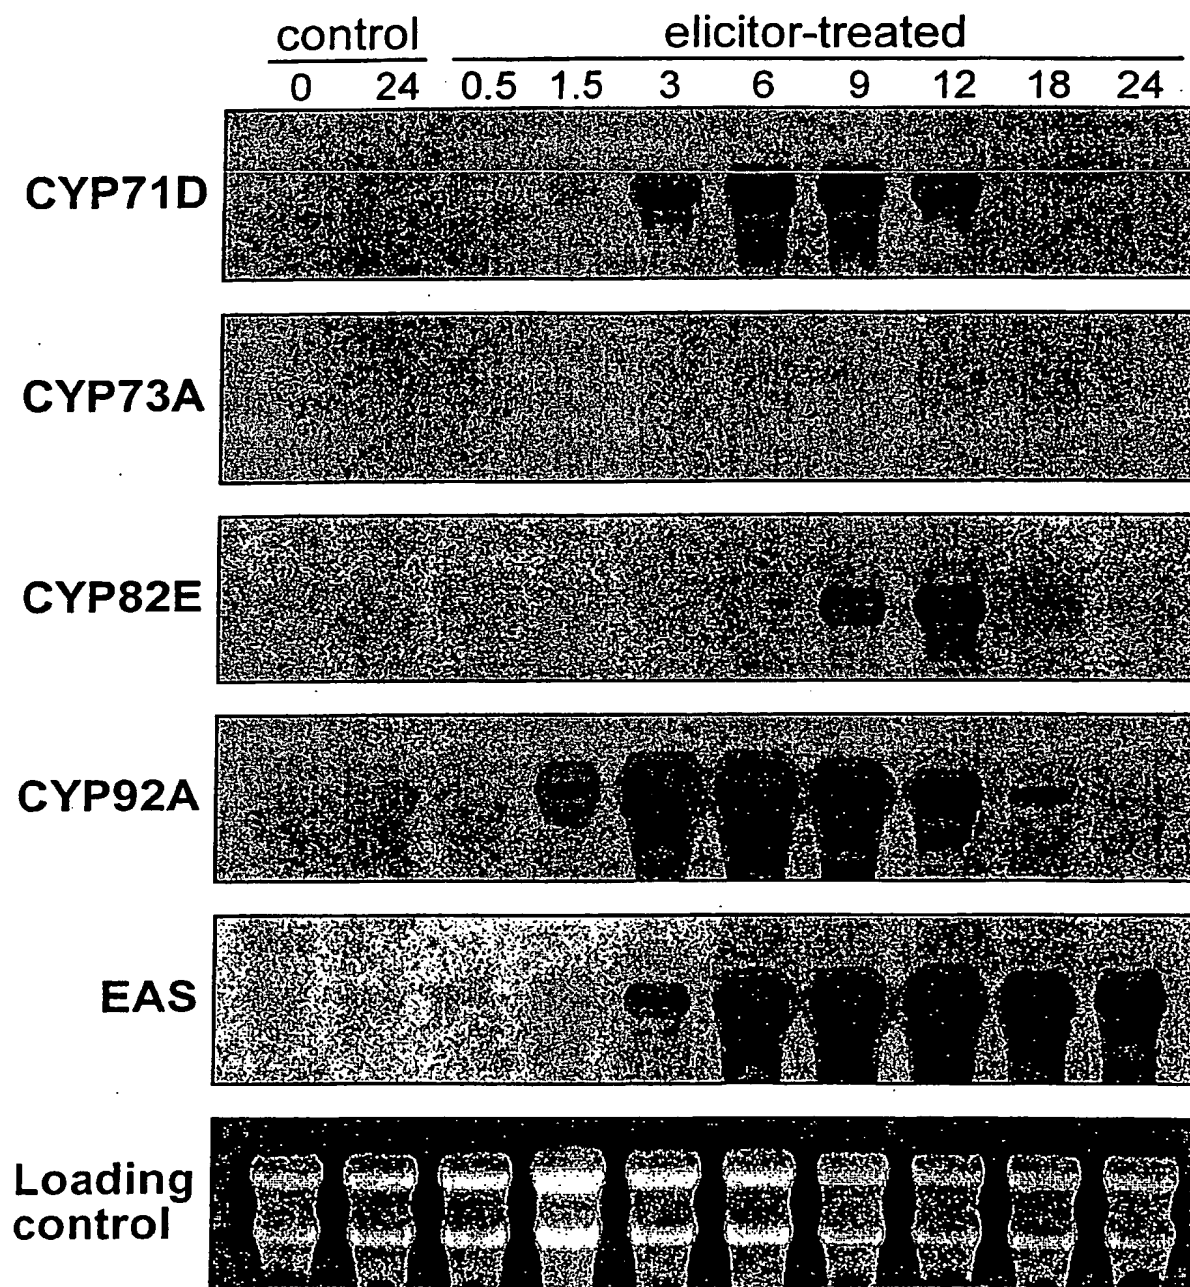 control elicitor-treated
0 24 0.5 1.5 3 6 9 12 18 24
CYP71D
CYP73A
CYP82E
CYP92A
EAS
Loading
control